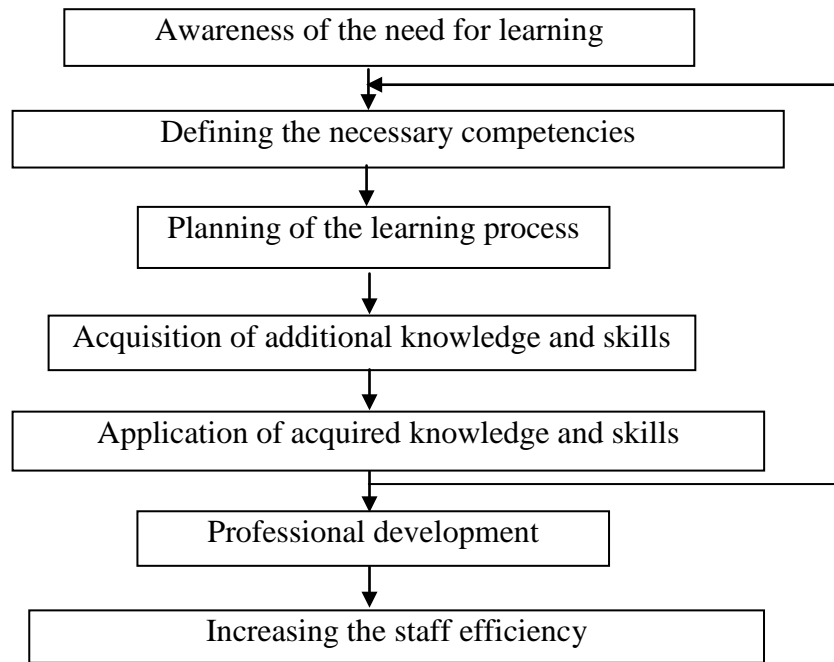 Awareness of the need for learning
Defining the necessary competencies
Planning of the learning process
Acquisition of additional knowledge and skills
Application of acquired knowledge and skills
Professional development
Increasing the staff efficiency